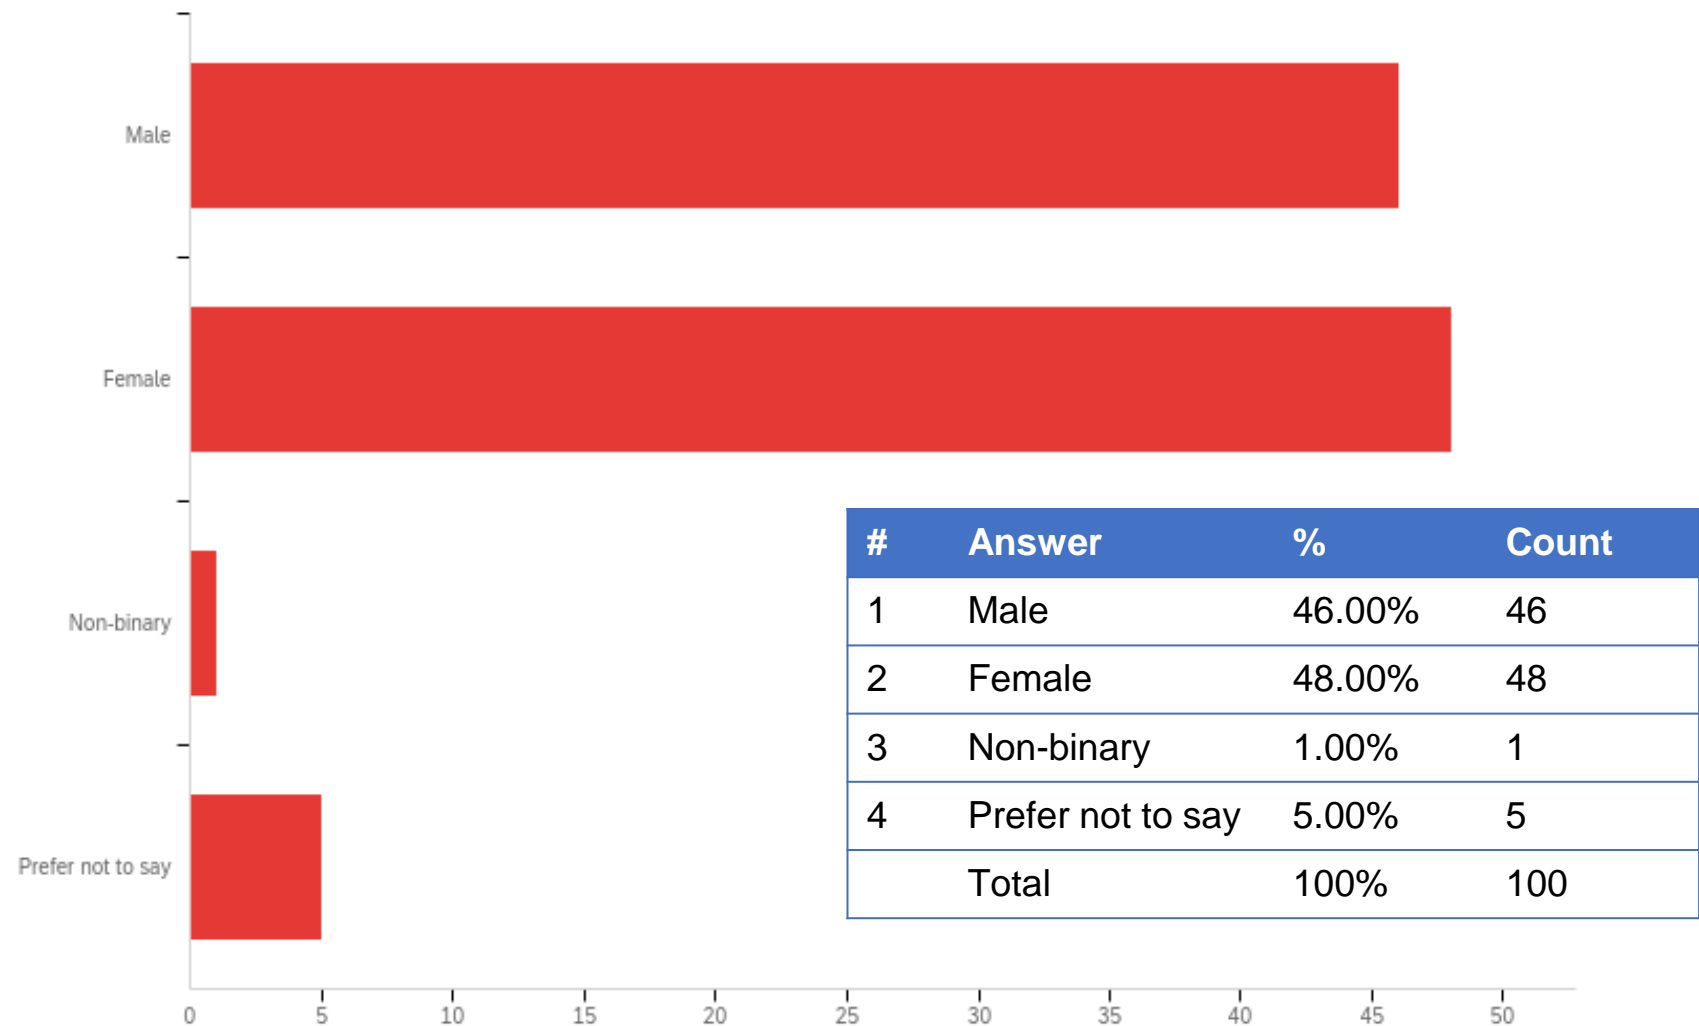 Male
Female
Non-binary
Prefer not to say
0 5 10 15 20 25 30 35 40 45 50
# Answer % Count
1 Male 46.00% 46
2 Female 48.00% 48
3 Non-binary 1.00% 1
4 Prefer not to say 5.00% 5
Total 100% 100